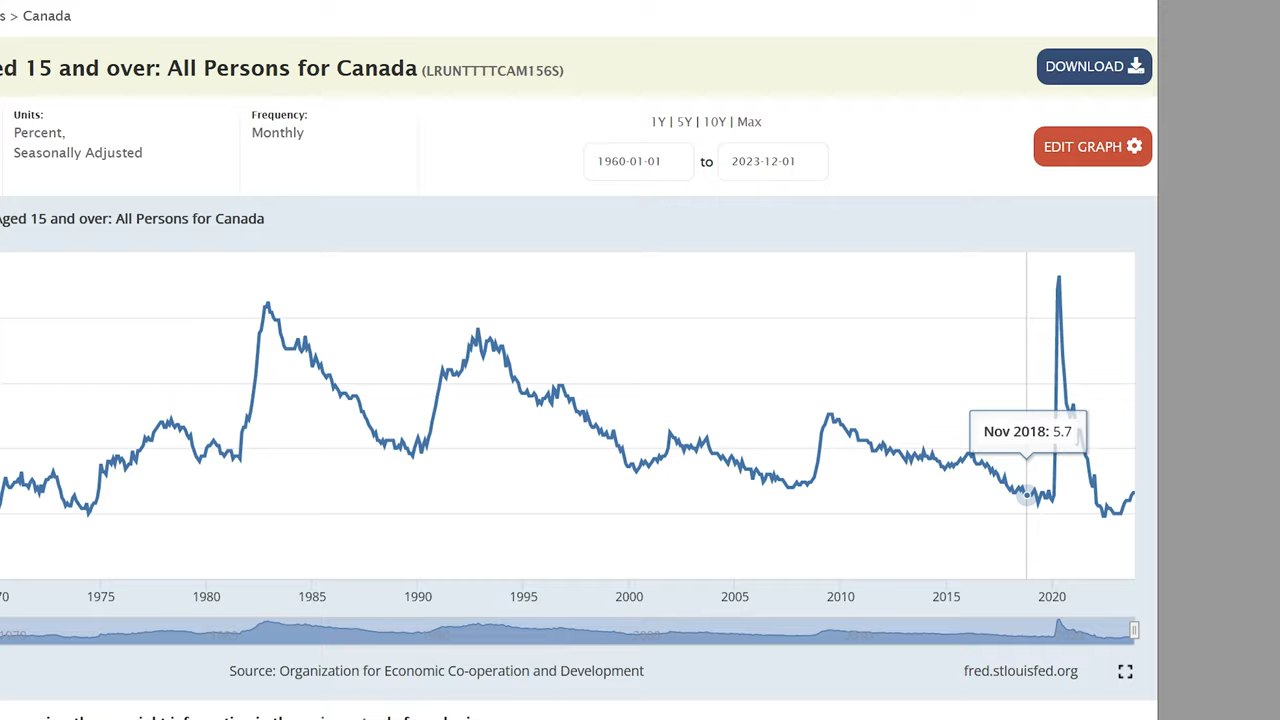 s > Canada
ed 15 and over: All Persons for Canada (LRUNTTTTCAM156S)
DOWNLOAD
Units:
Percent,
Seasonally Adjusted
Frequency:
Monthly
1Y | 5Y | 10Y | Max
1960-01-01 to 2023-12-01
EDIT GRAPH
Aged 15 and over: All Persons for Canada
Nov 2018: 5.7
70 1975 1980 1985 1990 1995 2000 2005 2010 2015 2020
Source: Organization for Economic Co-operation and Development
fred.stlouisfed.org